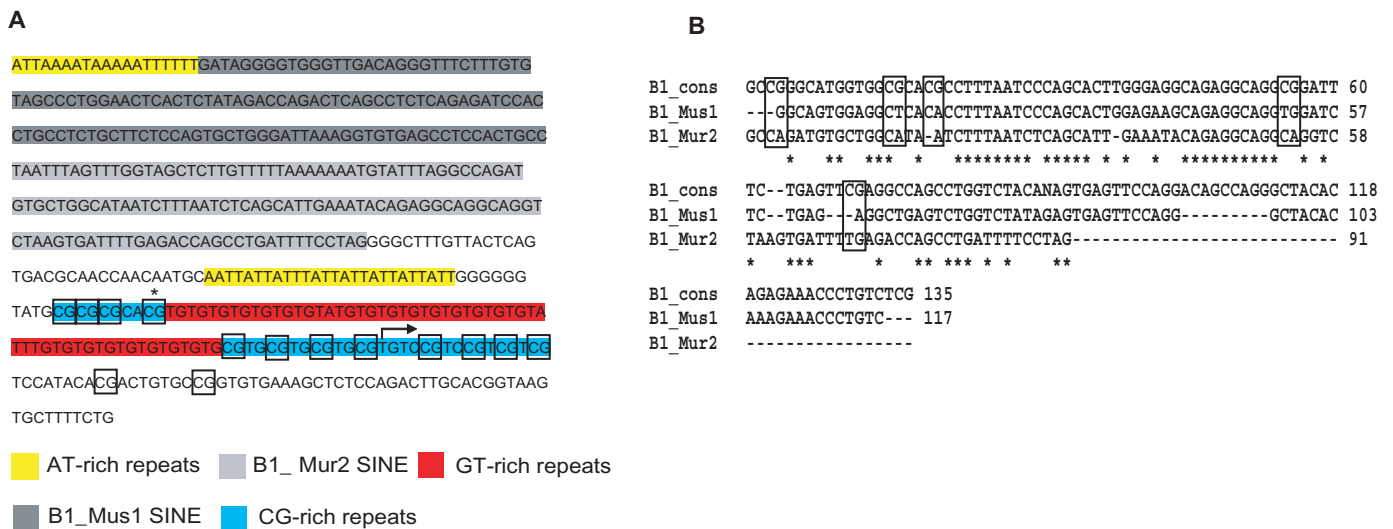 A
ATTAAAATAAAAATTTTTTGATAGGGGTGGGTTGACAGGGTTTCTTTGTG
TAGCCCTGGAACTCACTCTATAGACCAGACTCAGCCTCTCAGAGATCCAC
CTGCCTCTGCTTCTCCAGTGCTGGGATTAAAGGTGTGAGCCTCCACTGCC
TAATTTAGTTTGGTAGCTCTTGTTTTTAAAAAAATGTATTTAGGCCAGAT
GTGCTGGCATAATCTTTAATCTCAGCATTGAAATACAGAGGCAGGCAGGT
CTAAGTGATTTTGAGACCAGCCTGATTTTCCTAGGGGCTTTGTTACTCAG
TGACGCAACCAACAATGCAATTATTATTTATTATTATTATTATTGGGGGG
*
TATGCGCGCGCACGTGTGTGTGTGTGTGTATGTGTGTGTGTGTGTGTGTA
TTTGTGTGTGTGTGTGTGTGCGTGCGTGCGTGCGTGTCCGTCCGTCGTCG
TCCATACACGACTGTGCCGGTGTGAAAGCTCTCCAGACTTGCACGGTAAG
TGCTTTTCTG
AT-rich repeats
B1_ Mur2 SINE
GT-rich repeats
B1_Mus1 SINE
CG-rich repeats
B
B1_cons GCCGGGCATGGTGGCGCACGCCTTTAATCCCAGCACTTGGGAGGCAGAGGCAGGCGGATT 60
B1_Mus1 ---GGCAGTGGAGGCTCACACCTTTAATCCCAGCACTGGAGAAGCAGAGGCAGGTGGATC 57
B1_Mur2 GCCAGATGTGCTGGCATA-ATCTTTAATCTCAGCATT-GAAATACAGAGGCAGGCAGGTC 58
* ** *** * ******** ***** * * * ********** * *
B1_cons TC--TGAGTTCGAGGCCAGCCTGGTCTACANAGTGAGTTCCAGGACAGCCAGGGCTACAC 118
B1_Mus1 TC--TGAG---AGGCTGAGTCTGGTCTATAGAGTGAGTTCCAGG---------GCTACAC 103
B1_Mur2 TAAGTGATTTTGAGACCAGCCTGATTTTCCTAG--------------------------- 91
* *** * ** *** * * **
B1_cons AGAGAAACCCTGTCTCG 135
B1_Mus1 AAAGAAACCCTGTC--- 117
B1_Mur2 -----------------